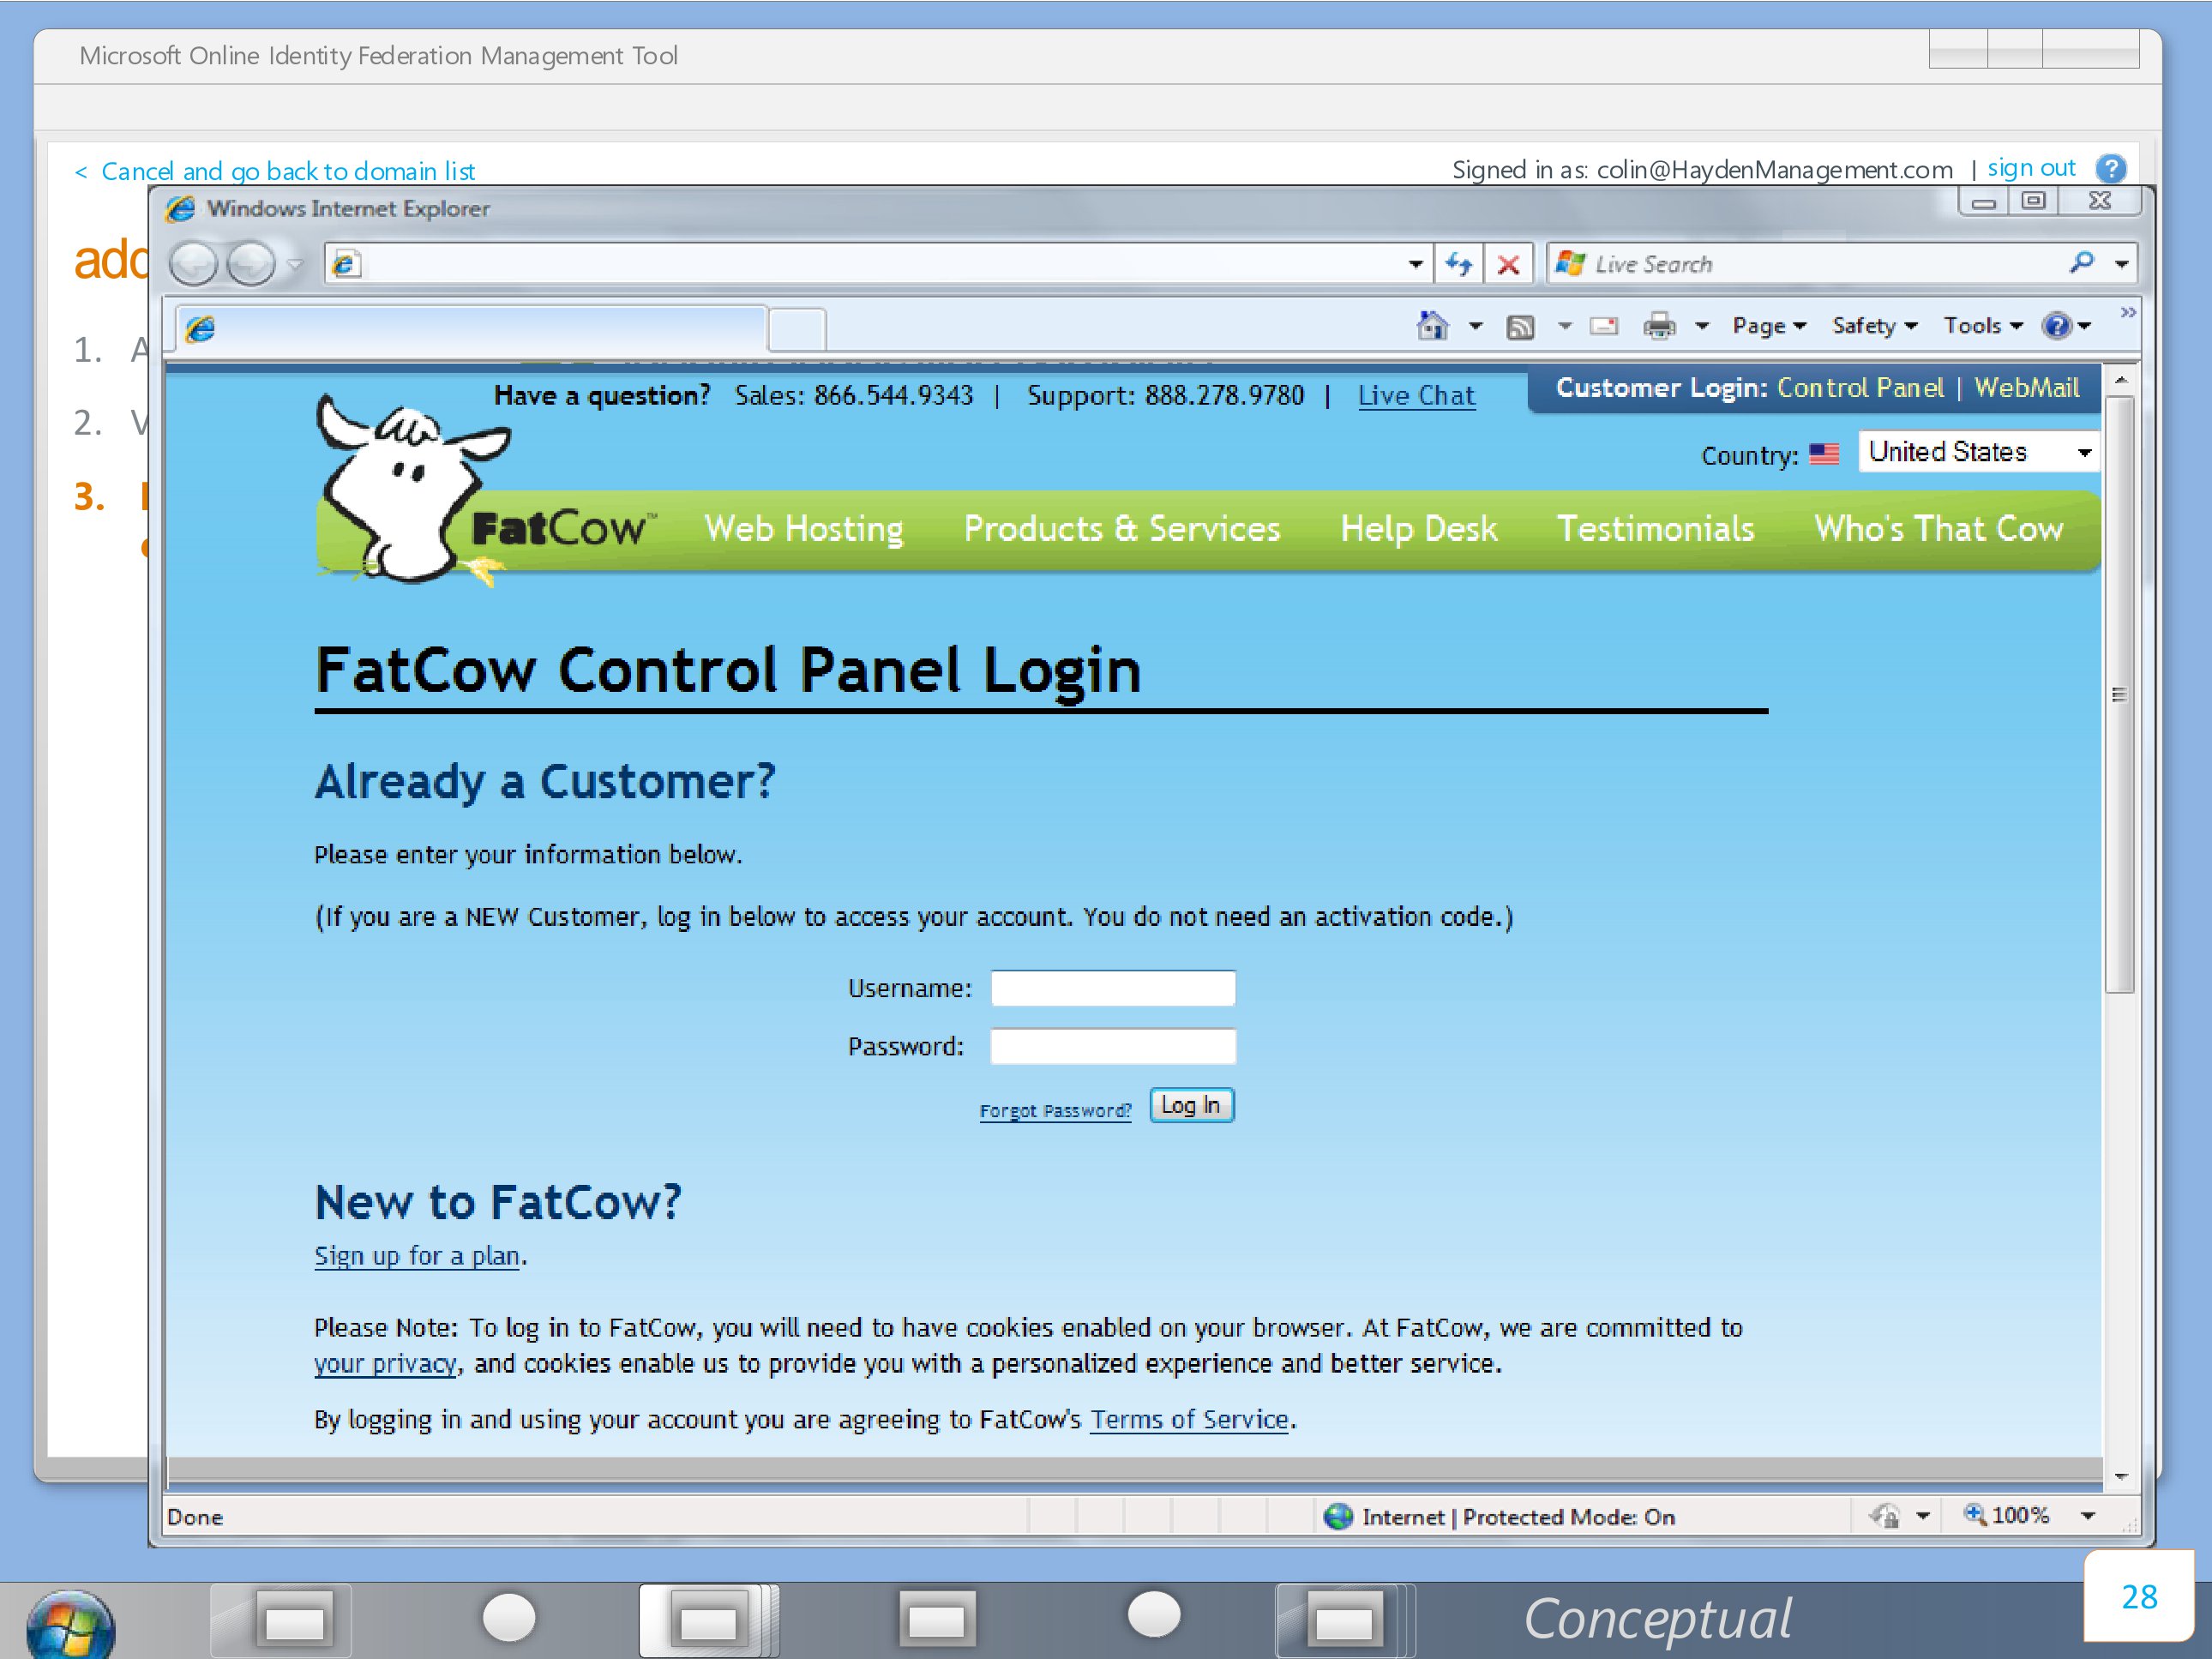 Microsoft Online Identity Federation Management Tool
< Cancel and go back to domain list
Signed in as: colin@HaydenManagement.com | sign out ?
Windows Internet Explorer
add
Live Search
1. A
2. V
3.
Page Safety Tools ? »
Have a question? Sales: 866.544.9343 | Support: 888.278.9780 | Live Chat
Customer Login: Control Panel | WebMail
Country: United States
FatCow™ Web Hosting Products & Services Help Desk Testimonials Who's That Cow
FatCow Control Panel Login
Already a Customer?
Please enter your information below.
(If you are a NEW Customer, log in below to access your account. You do not need an activation code.)
Username:
Password:
Forgot Password? Log In
New to FatCow?
Sign up for a plan.
Please Note: To log in to FatCow, you will need to have cookies enabled on your browser. At FatCow, we are committed to
your privacy, and cookies enable us to provide you with a personalized experience and better service.
By logging in and using your account you are agreeing to FatCow's Terms of Service.
Done
Internet | Protected Mode: On
100%
Conceptual
28